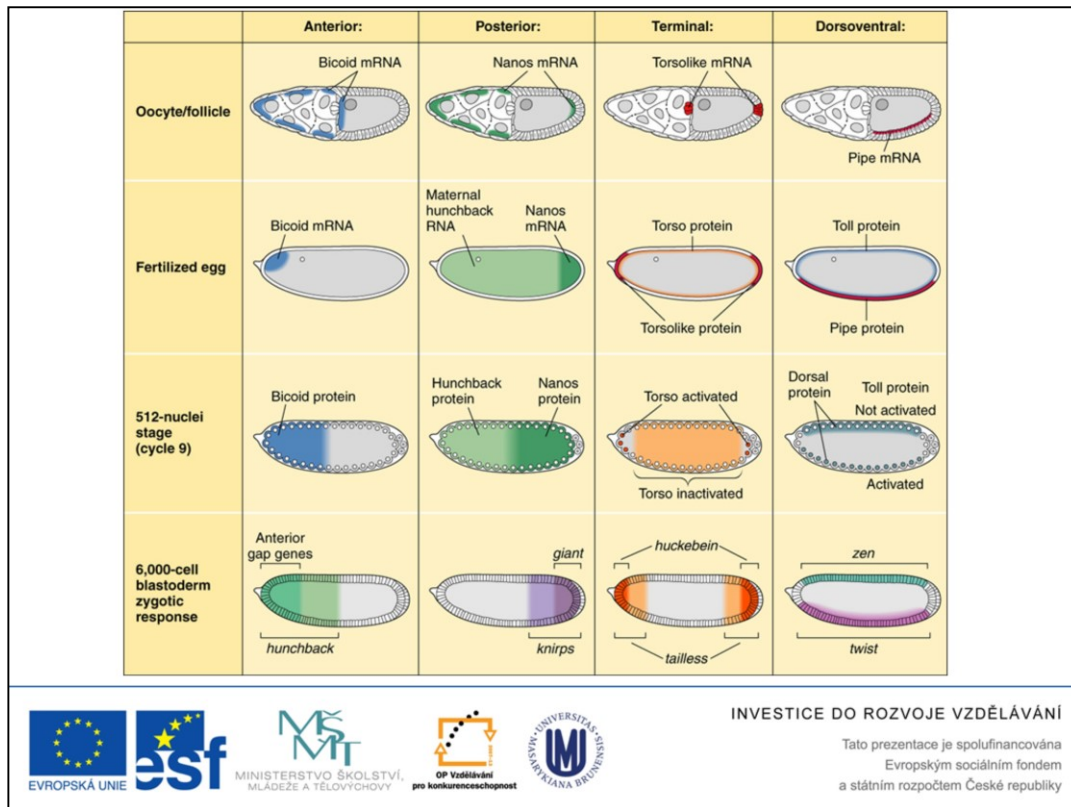 Anterior:
Posterior:
Terminal:
Dorsoventral:
Oocyte/follicle
Bicoid mRNA
Nanos mRNA
Torsolike mRNA
Pipe mRNA
Fertilized egg
Bicoid mRNA
Maternal
hunchback
RNA
Nanos
mRNA
Torso protein
Torsolike protein
Toll protein
Pipe protein
512-nuclei
stage
(cycle 9)
Bicoid protein
Hunchback
protein
Nanos
protein
Torso activated
Torso inactivated
Dorsal
protein
Toll protein
Not activated
Activated
6,000-cell
blastoderm
zygotic
response
Anterior
gap genes
hunchback
giant
knirps
huckebein
tailless
zen
twist
EVROPSKÁ UNIE
esf
MŠMT
MINISTERSTVO ŠKOLSTVÍ,
MLÁDEŽE A TĚLOVÝCHOVY
OP Vzdělávání
pro konkurenceschopnost
UNIVERSITAS
MASARYKIANA BRUNENSIS
INVESTICE DO ROZVOJE VZDĚLÁVÁNÍ
Tato prezentace je spolufinancována
Evropským sociálním fondem
a státním rozpočtem České republiky